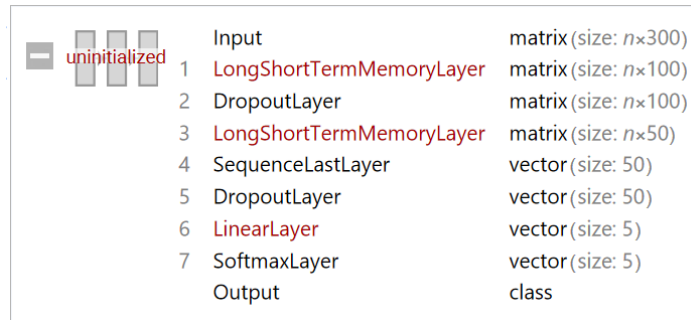 Input matrix (size: n×300)
uninitialized
1 LongShortTermMemoryLayer matrix (size: n×100)
2 DropoutLayer matrix (size: n×100)
3 LongShortTermMemoryLayer matrix (size: n×50)
4 SequenceLastLayer vector (size: 50)
5 DropoutLayer vector (size: 50)
6 LinearLayer vector (size: 5)
7 SoftmaxLayer vector (size: 5)
Output class